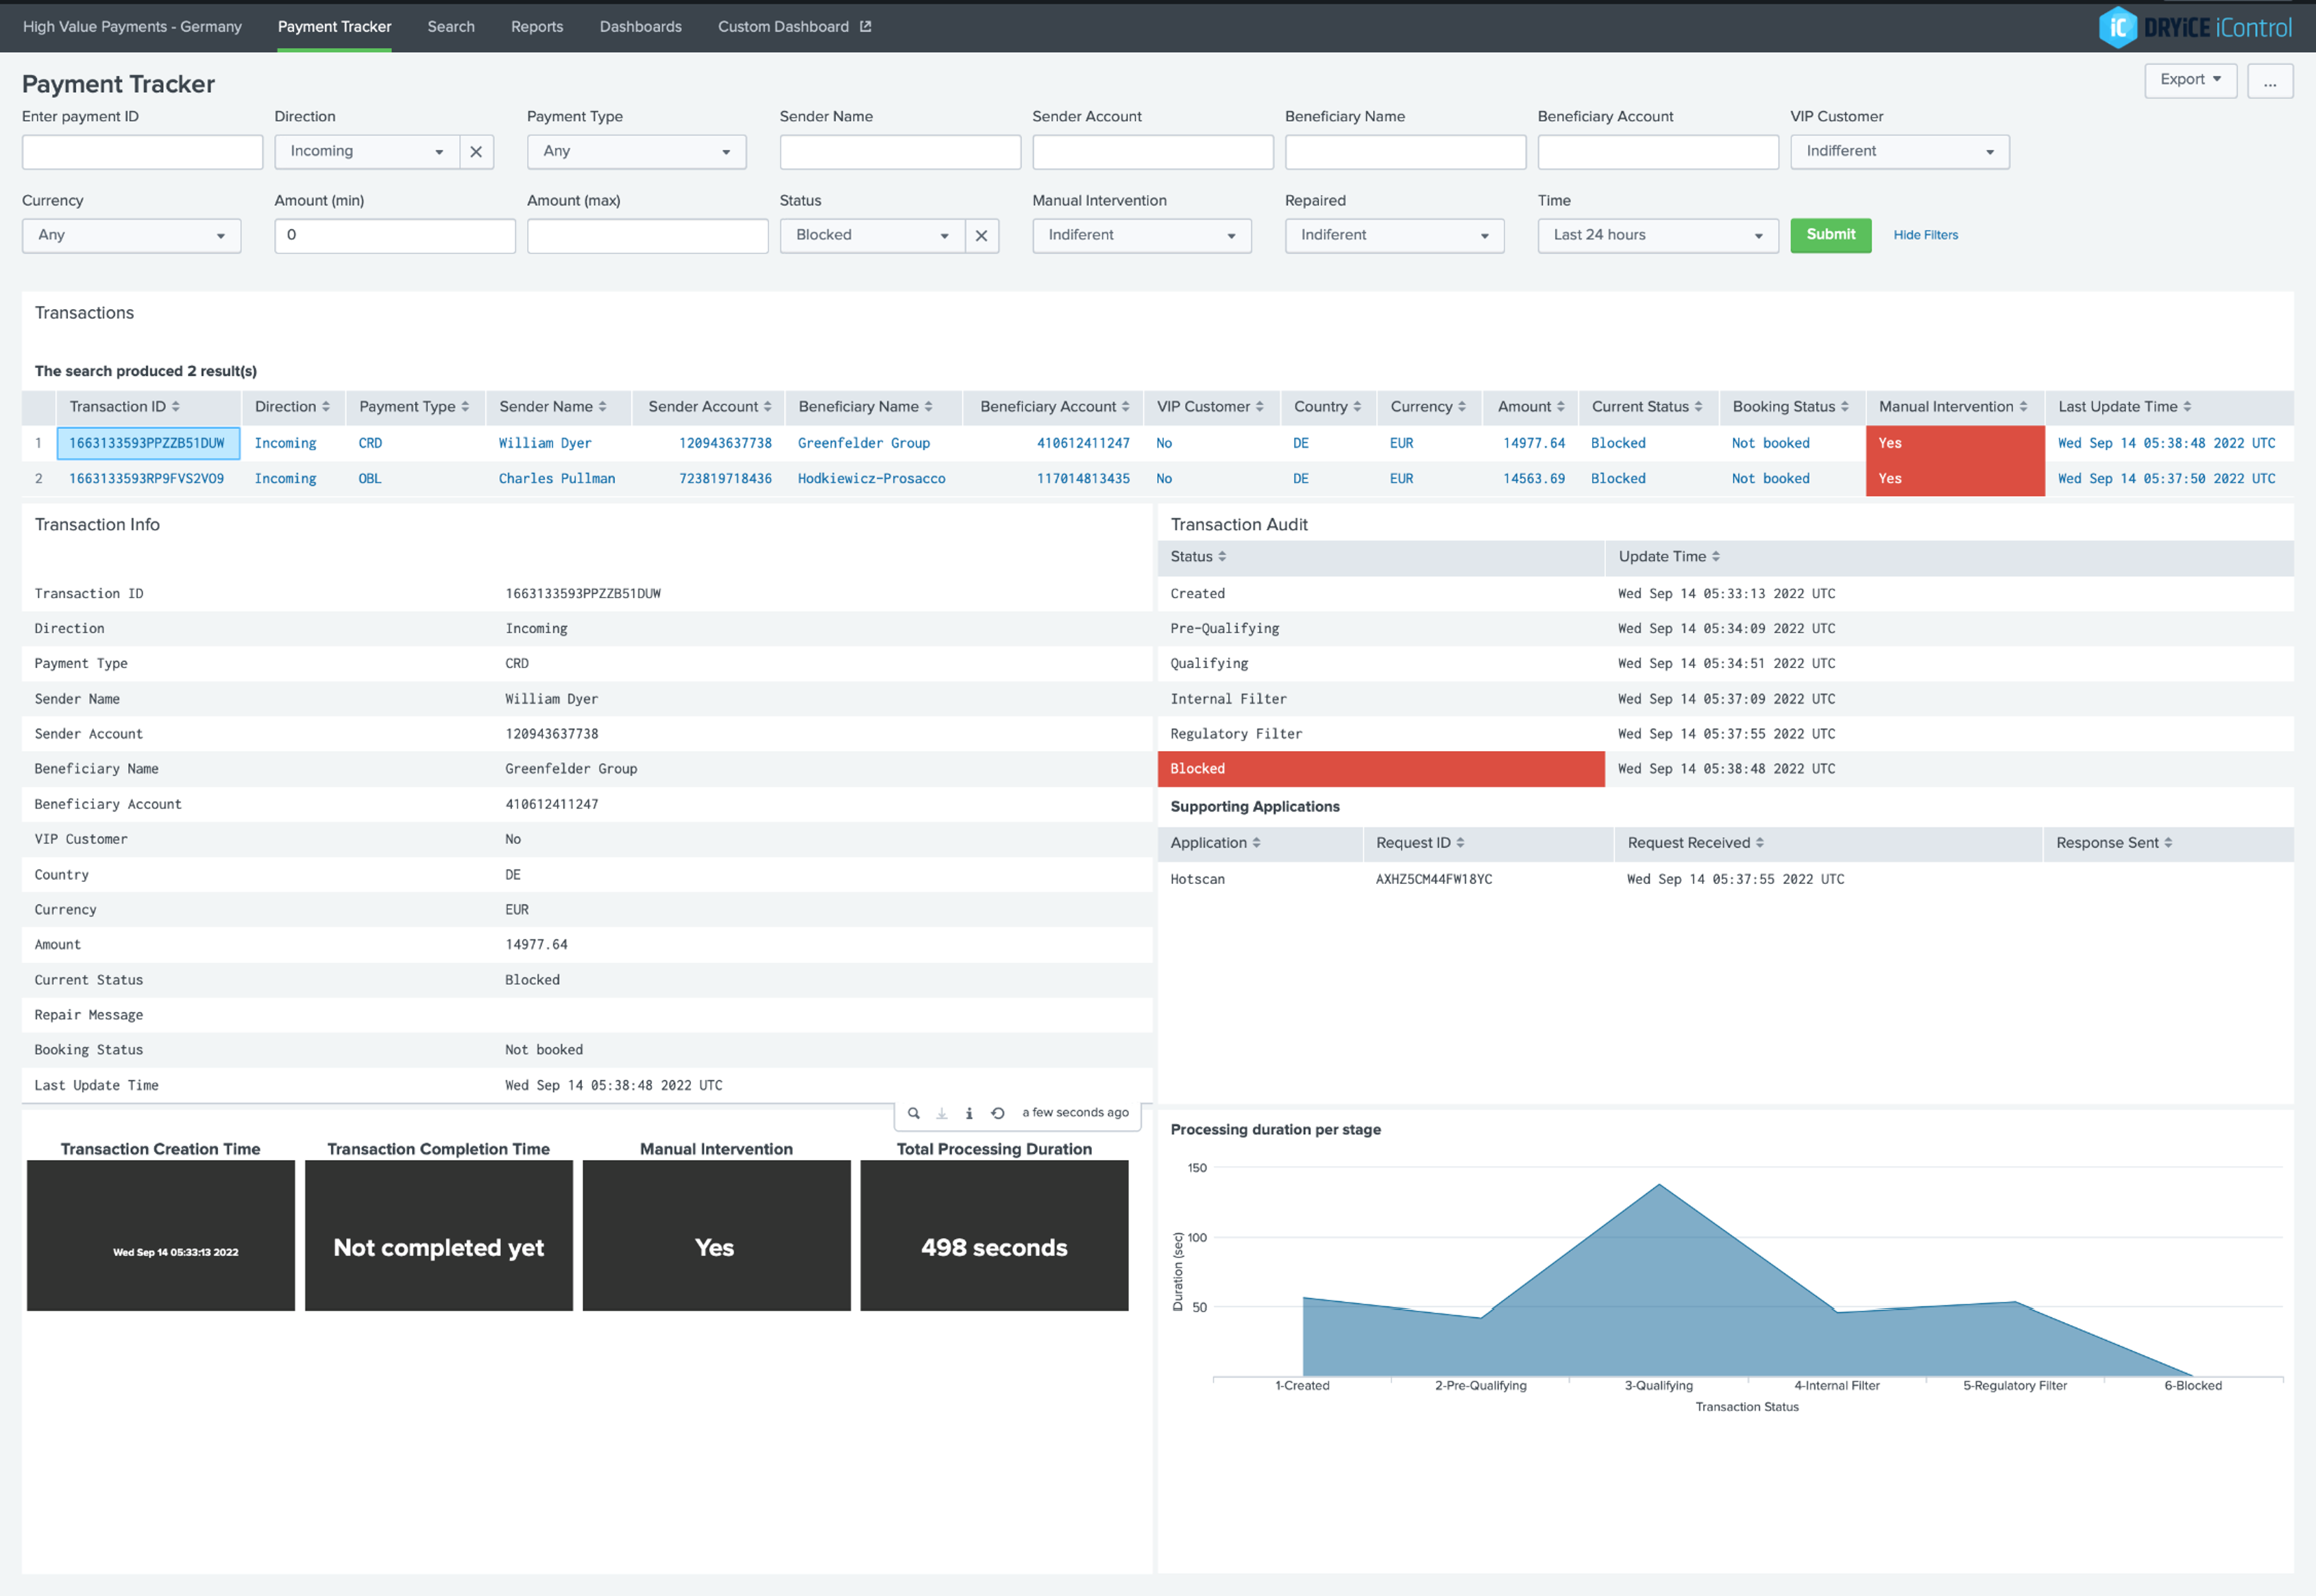 High Value Payments - Germany Payment Tracker Search Reports Dashboards Custom Dashboard iC DRYiCE iControl
Payment Tracker Export ...
Enter payment ID Direction Payment Type Sender Name Sender Account Beneficiary Name Beneficiary Account VIP Customer
Incoming Any Indifferent
Currency Amount (min) Amount (max) Status Manual Intervention Repaired Time
Any 0 Blocked Indiferent Indiferent Last 24 hours Submit Hide Filters
Transactions
The search produced 2 result(s)
Transaction ID Direction Payment Type Sender Name Sender Account Beneficiary Name Beneficiary Account VIP Customer Country Currency Amount Current Status Booking Status Manual Intervention Last Update Time
1 1663133593PPZZB51DUW Incoming CRD William Dyer 120943637738 Greenfelder Group 410612411247 No DE EUR 14977.64 Blocked Not booked Yes Wed Sep 14 05:38:48 2022 UTC
2 1663133593RP9FVS2VO9 Incoming OBL Charles Pullman 723819718436 Hodkiewicz-Prosacco 117014813435 No DE EUR 14563.69 Blocked Not booked Yes Wed Sep 14 05:37:50 2022 UTC
Transaction Info
Transaction ID 1663133593PPZZB51DUW
Direction Incoming
Payment Type CRD
Sender Name William Dyer
Sender Account 120943637738
Beneficiary Name Greenfelder Group
Beneficiary Account 410612411247
VIP Customer No
Country DE
Currency EUR
Amount 14977.64
Current Status Blocked
Repair Message
Booking Status Not booked
Last Update Time Wed Sep 14 05:38:48 2022 UTC
a few seconds ago
Transaction Audit
Status Update Time
Created Wed Sep 14 05:33:13 2022 UTC
Pre-Qualifying Wed Sep 14 05:34:09 2022 UTC
Qualifying Wed Sep 14 05:34:51 2022 UTC
Internal Filter Wed Sep 14 05:37:09 2022 UTC
Regulatory Filter Wed Sep 14 05:37:55 2022 UTC
Blocked Wed Sep 14 05:38:48 2022 UTC
Supporting Applications
Application Request ID Request Received Response Sent
Hotscan AXHZ5CM44FW18YC Wed Sep 14 05:37:55 2022 UTC
Transaction Creation Time Transaction Completion Time Manual Intervention Total Processing Duration
Wed Sep 14 05:33:13 2022 Not completed yet Yes 498 seconds
Processing duration per stage
150
100
50
Duration (sec)
1-Created 2-Pre-Qualifying 3-Qualifying 4-Internal Filter 5-Regulatory Filter 6-Blocked
Transaction Status